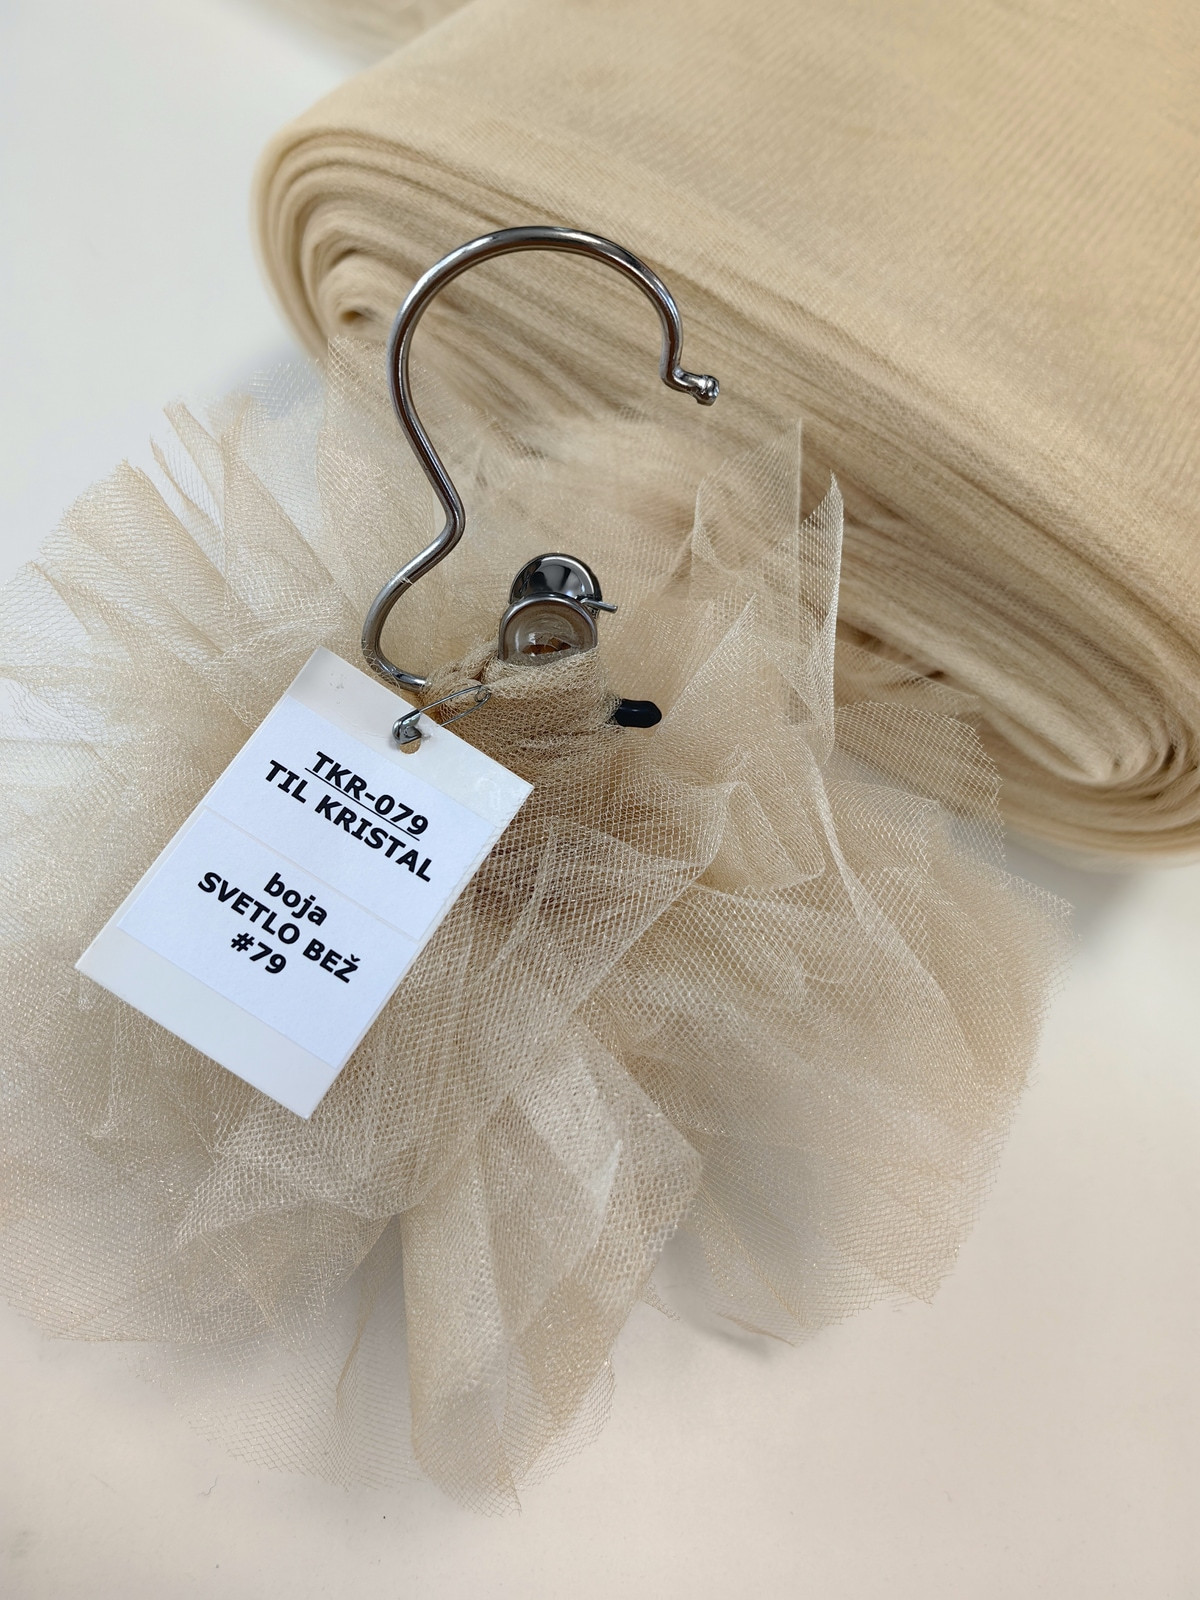 TKR-079
TIL KRISTAL
boja
SVETLO BEŽ
#79